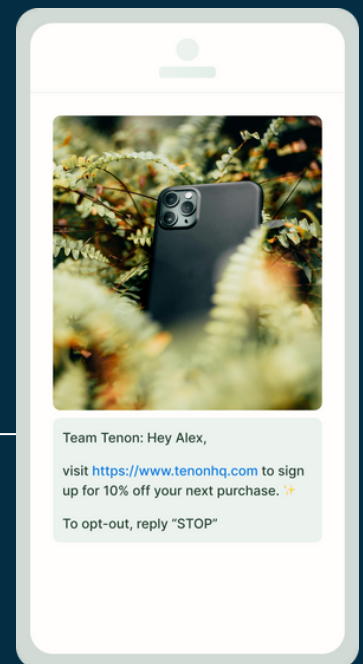 Team Tenon: Hey Alex,
visit https://www.tenonhq.com to sign
up for 10% off your next purchase. ✨
To opt-out, reply “STOP”